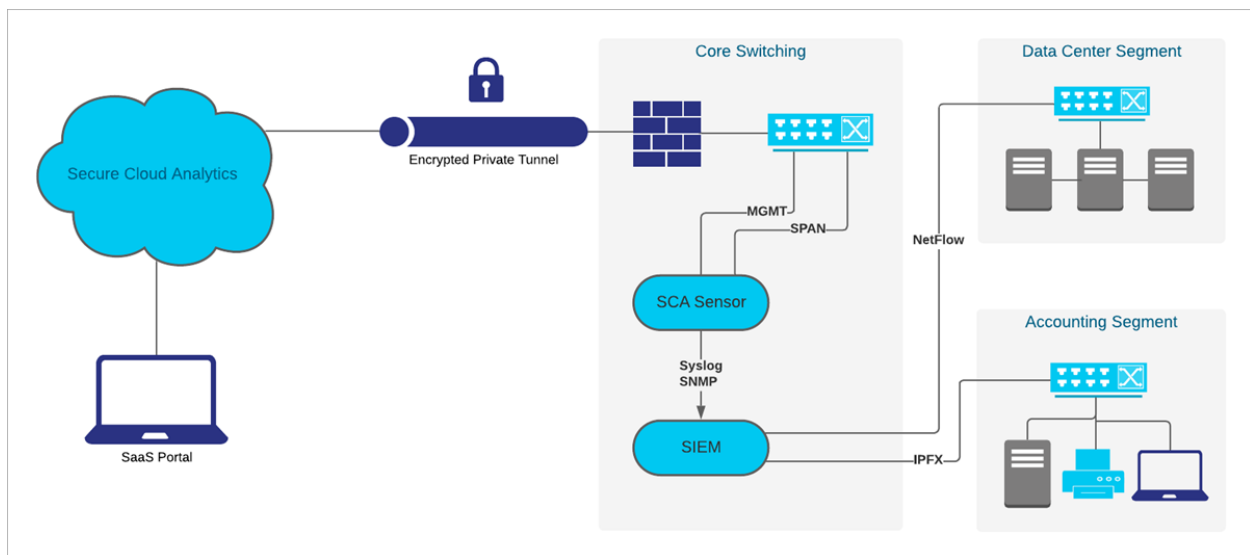 Core Switching
Data Center Segment
Secure Cloud Analytics
Encrypted Private Tunnel
MGMT
SPAN
NetFlow
SCA Sensor
Accounting Segment
Syslog
SNMP
SIEM
IPFX
SaaS Portal